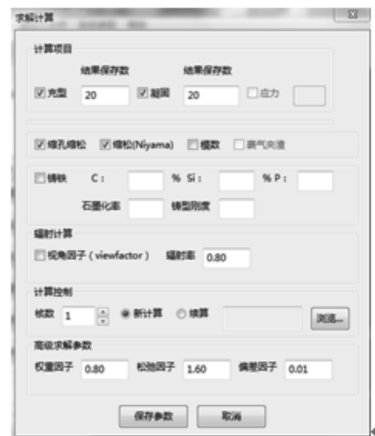 求解计算
计算项目
结果保存数 结果保存数
充型 20 凝固 20 应力
缩孔缩松 缩松(Niyama) 模数 裹气夹渣
铸铁 C: % Si: % P:
石墨化率 铸型刚度
辐射计算
视角因子(viewfactor) 辐射率 0.80
计算控制
核数 1 新计算 续算 浏览...
高级求解参数
权重因子 0.80 松弛因子 1.60 偏差因子 0.01
保存参数 取消